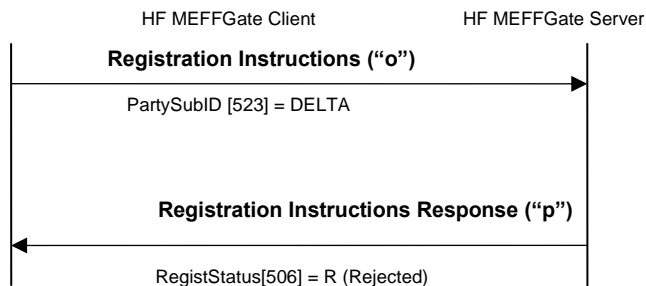 HF MEFFGate Client HF MEFFGate Server
Registration Instructions (“o”)
PartySubID [523] = DELTA
Registration Instructions Response (“p”)
RegistStatus[506] = R (Rejected)